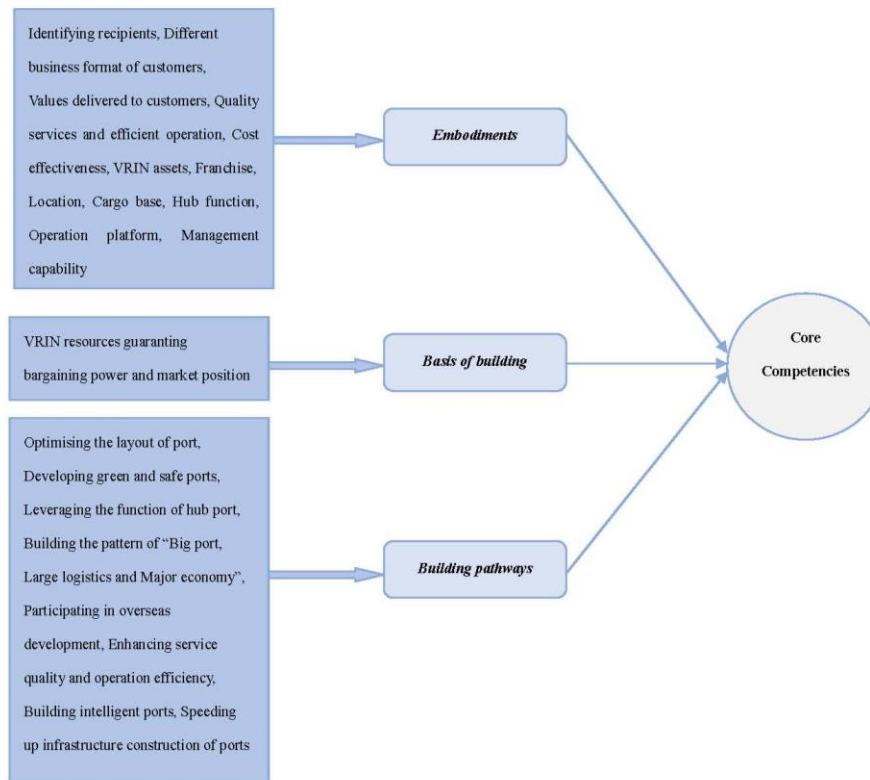 Identifying recipients, Different
business format of customers,
Values delivered to customers, Quality
services and efficient operation, Cost
effectiveness, VRIN assets, Franchise,
Location, Cargo base, Hub function,
Operation platform, Management
capability
Embodiments
VRIN resources guaranting
bargaining power and market position
Basis of building
Core
Competencies
Optimising the layout of port,
Developing green and safe ports,
Leveraging the function of hub port,
Building the pattern of “Big port,
Large logistics and Major economy”,
Participating in overseas
development, Enhancing service
quality and operation efficiency,
Building intelligent ports, Speeding
up infrastructure construction of ports
Building pathways